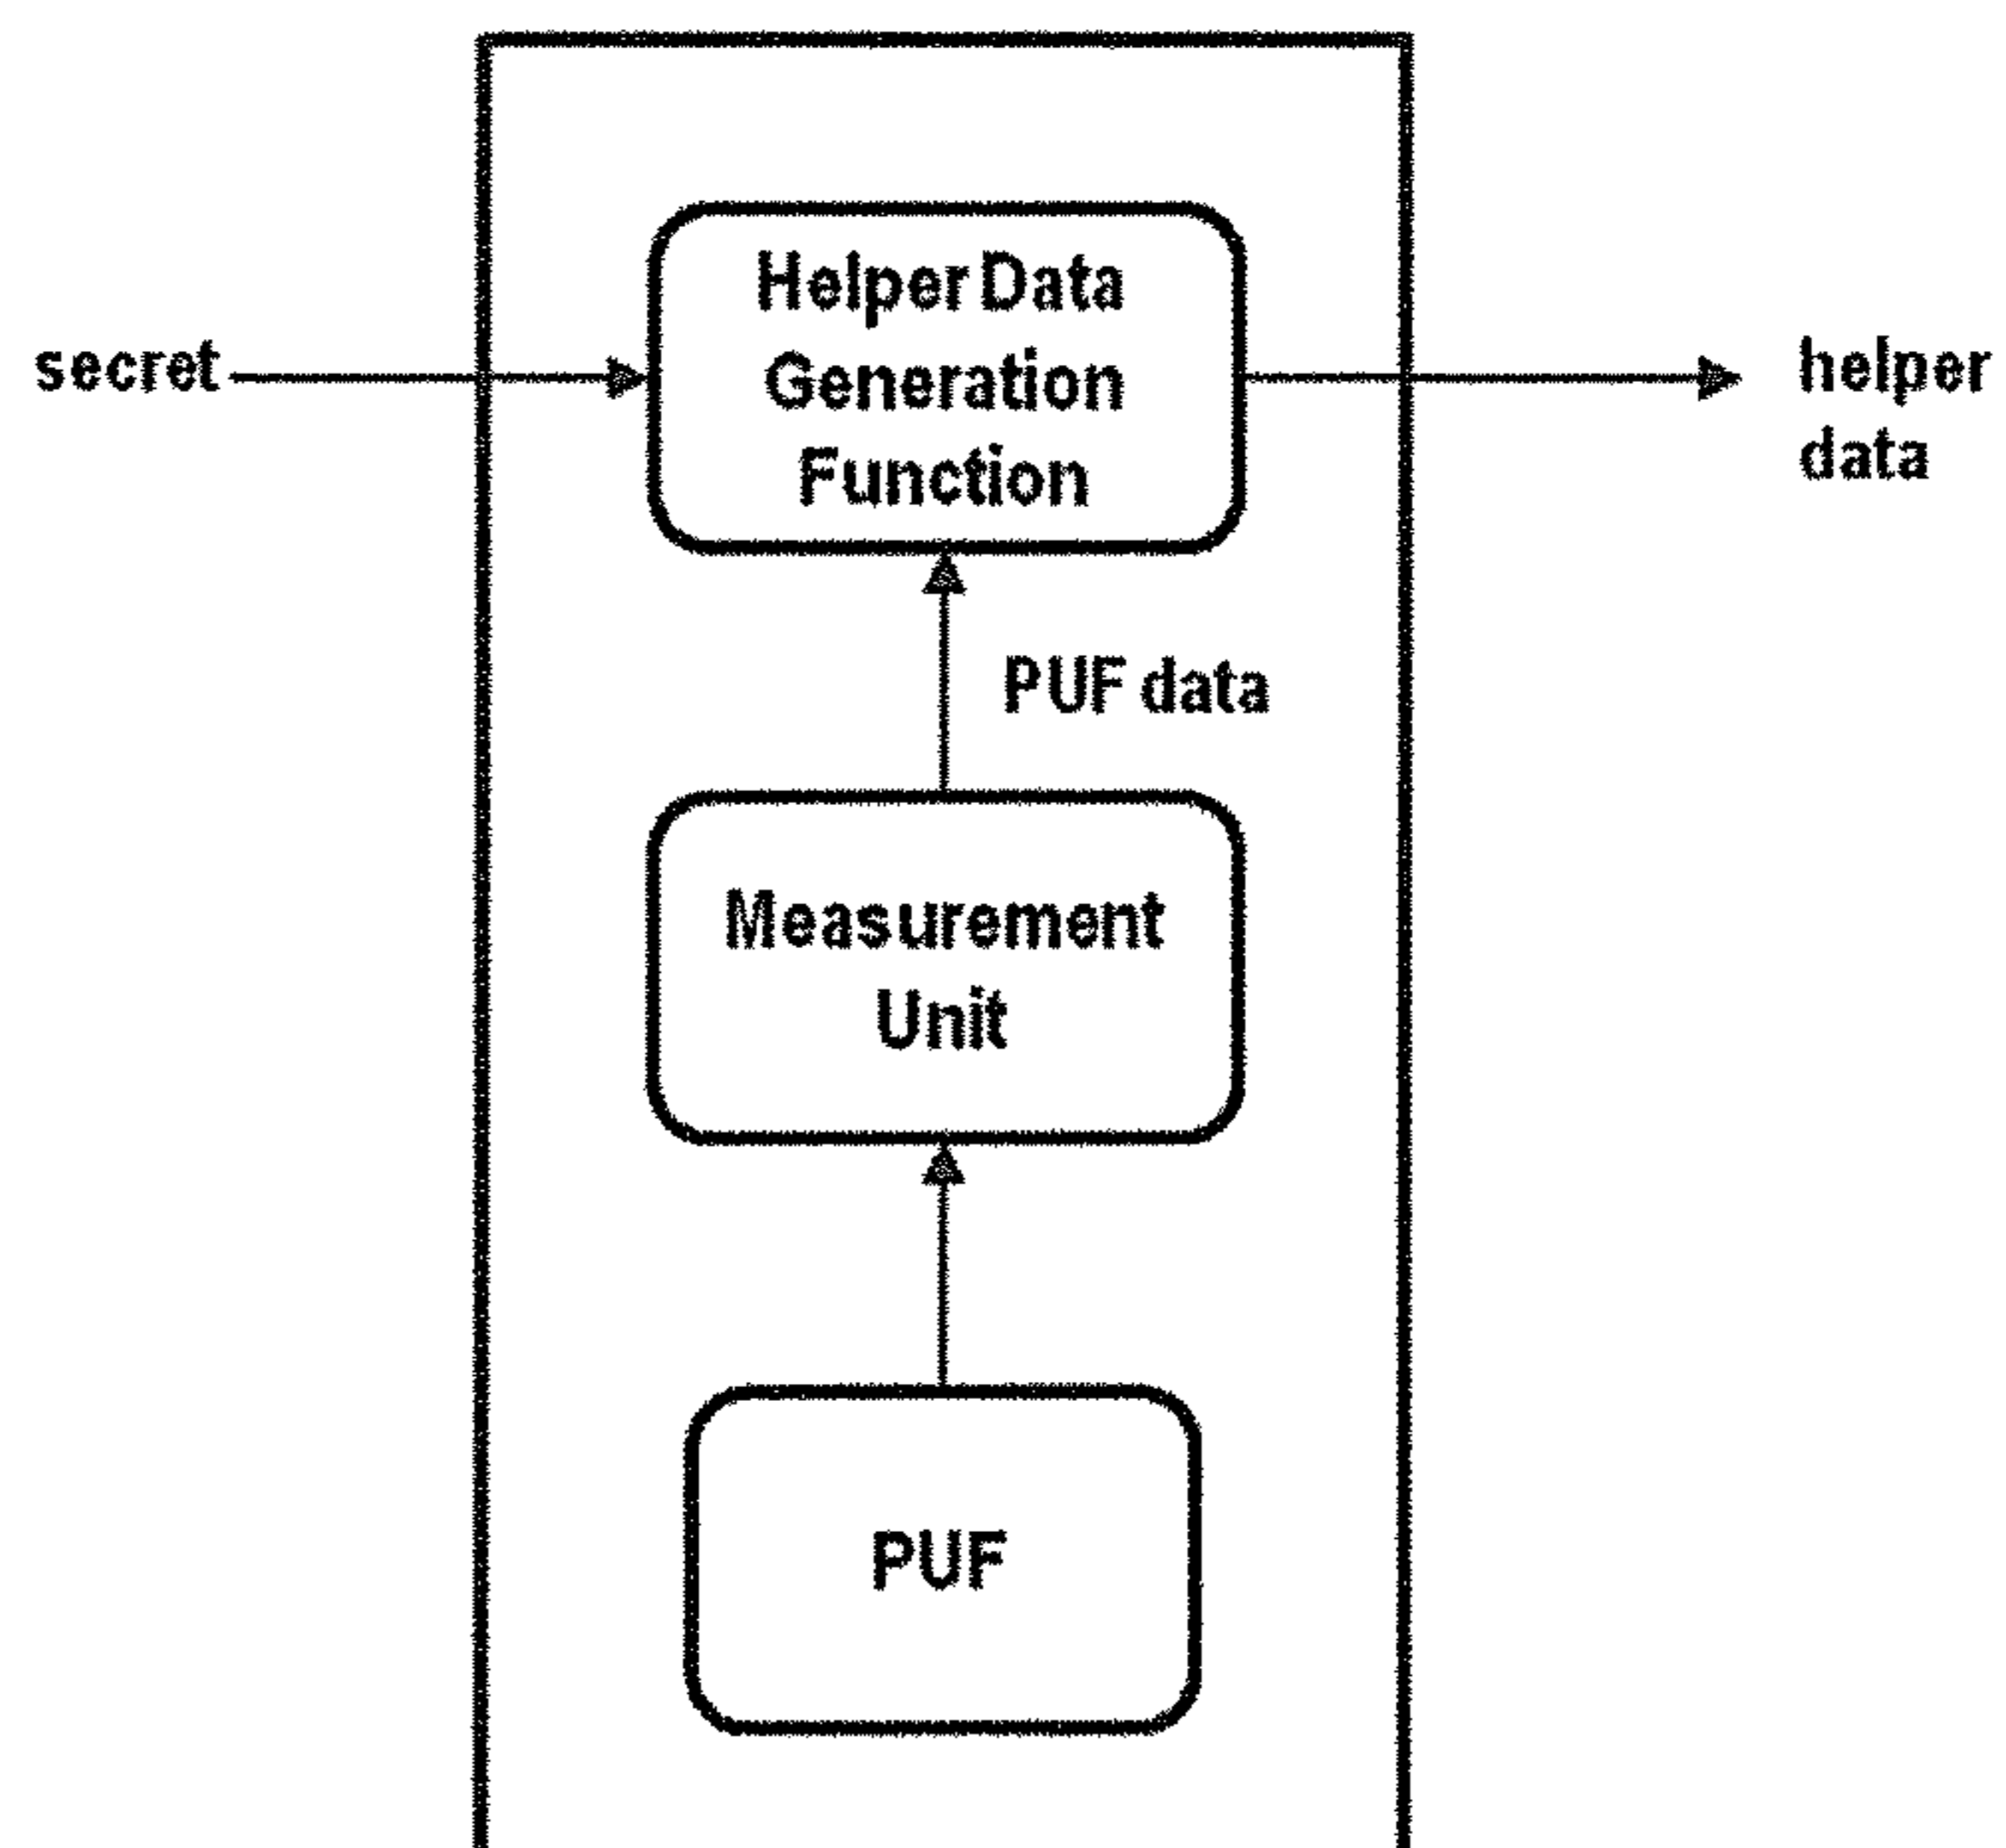 Helper Data
Generation
Function
secret
helper
data
PUF data
Measurement
Unit
PUF